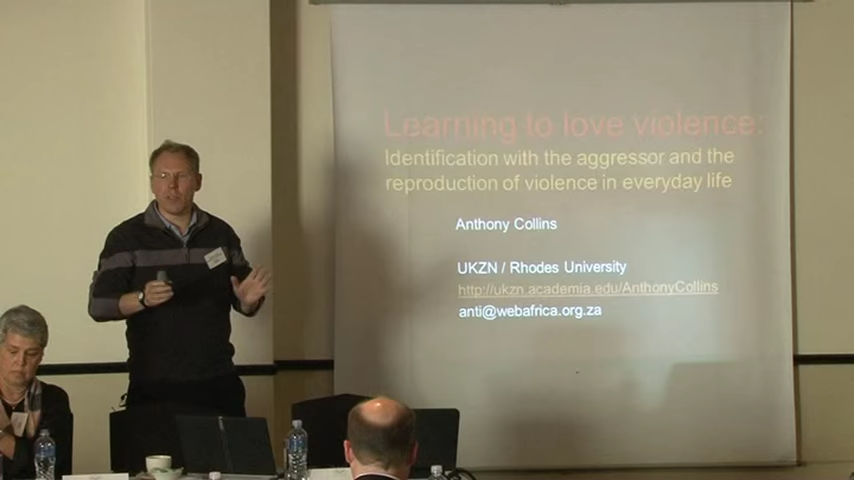 Learning to love violence:
Identification with the aggressor and the
reproduction of violence in everyday life
Anthony Collins
UKZN / Rhodes University
http://ukzn.academia.edu/AnthonyCollins
anti@webafrica.org.za